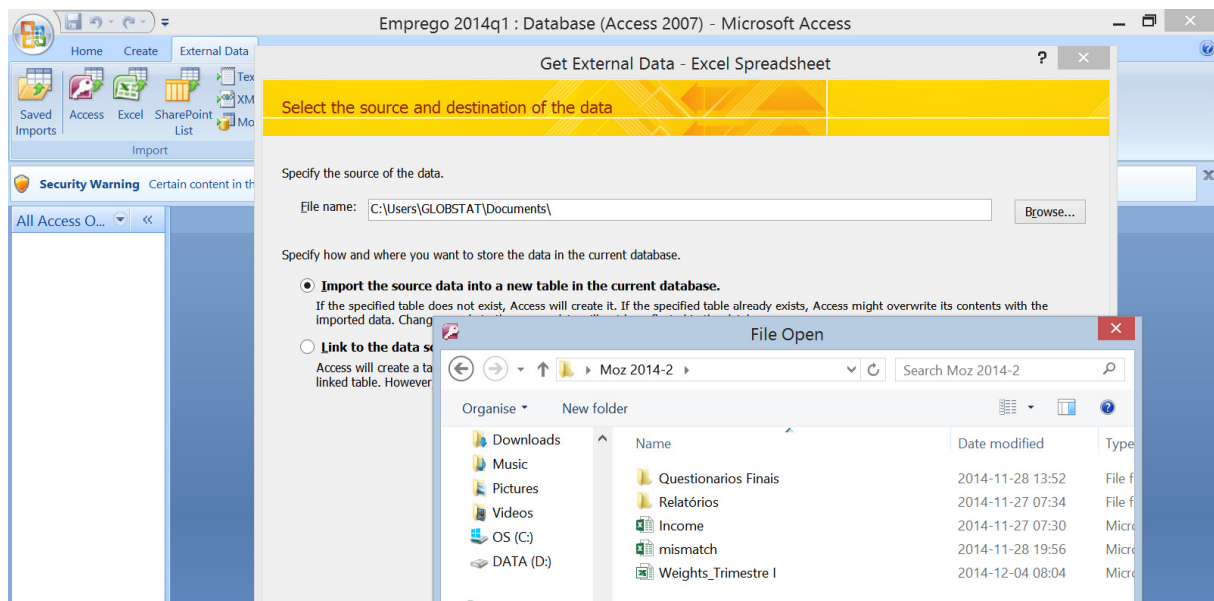 Emprego 2014q1 : Database (Access 2007) - Microsoft Access
Home Create External Data
Get External Data - Excel Spreadsheet ?
Saved Imports
Access
Excel
SharePoint List
Tex
XM
Mo
Import
Select the source and destination of the data
Security Warning Certain content in th
All Access O...
Specify the source of the data.
File name: C:\Users\GLOBSTAT\Documents\ Browse...
Specify how and where you want to store the data in the current database.
Import the source data into a new table in the current database.
If the specified table does not exist, Access will create it. If the specified table already exists, Access might overwrite its contents with the
imported data. Chang
Link to the data so
Access will create a ta
linked table. However
File Open
Moz 2014-2
Search Moz 2014-2
Organise New folder
Downloads
Music
Pictures
Videos
OS (C:)
DATA (D:)
Name Date modified Type
Questionarios Finais 2014-11-28 13:52 File f
Relatórios 2014-11-27 07:34 File f
Income 2014-11-27 07:30 Micro
mismatch 2014-11-28 19:56 Micro
Weights_Trimestre I 2014-12-04 08:04 Micro